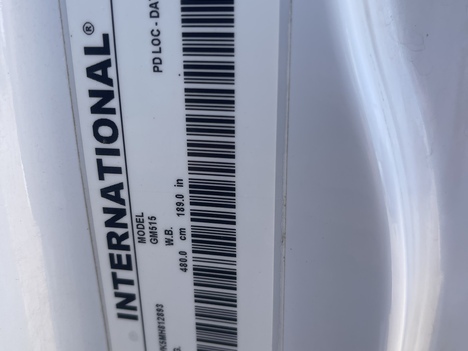 INTERNATIONAL®
MODEL
GM515
W.B.
480.0 cm 189.0 in
PD LOC - DA